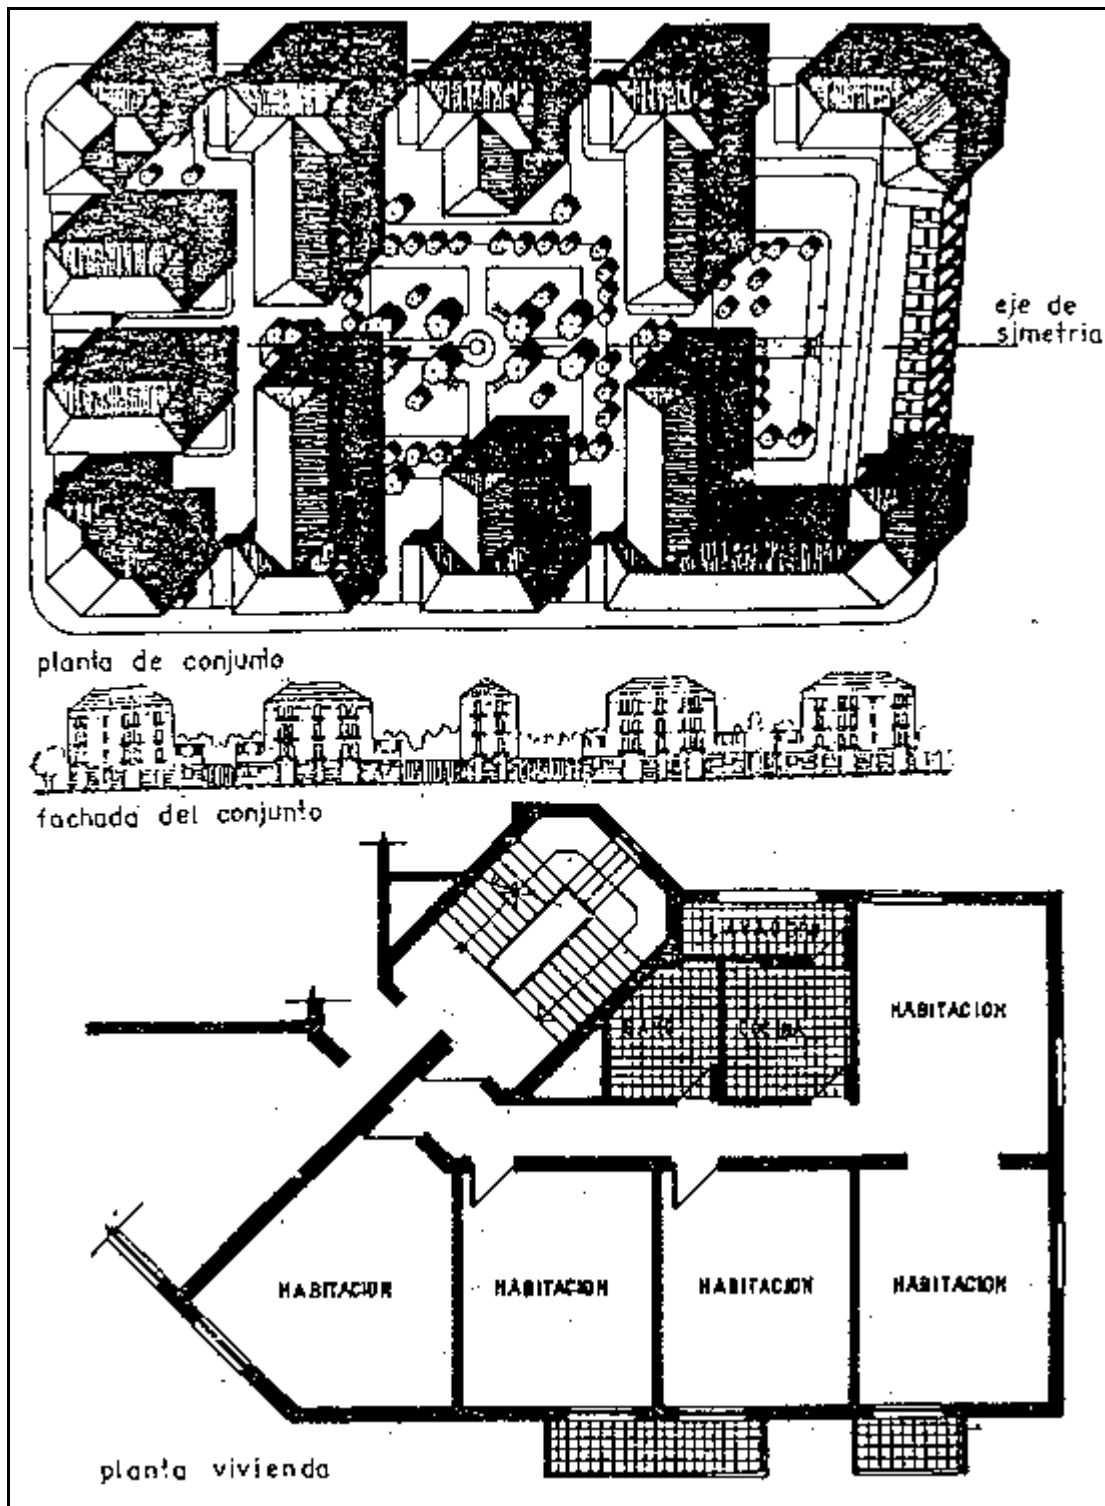 eje de
simetria
planta de conjunto
fachada del conjunto
HABITACION
HABITACION
HABITACION
HABITACION
HABITACION
planta vivienda